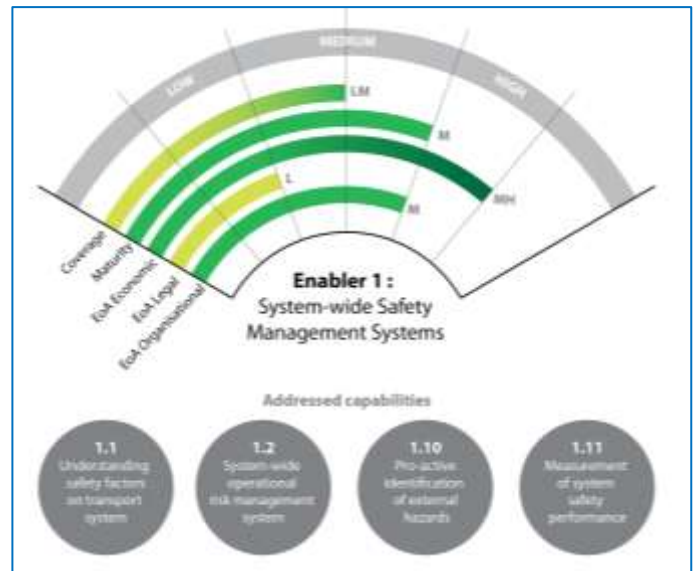 MEDIUM
LOW
HIGH
LM
M
MH
L
M
Coverage
Maturity
EoA Economic
EoA Legal
EoA Organisational
Enabler 1 :
System-wide Safety
Management Systems
Addressed capabilities
1.1
Understanding
safety factors
on transport
system
1.2
System-wide
operational
risk management
system
1.10
Pro-active
identification
of external
hazards
1.11
Measurement
of system
safety
performance